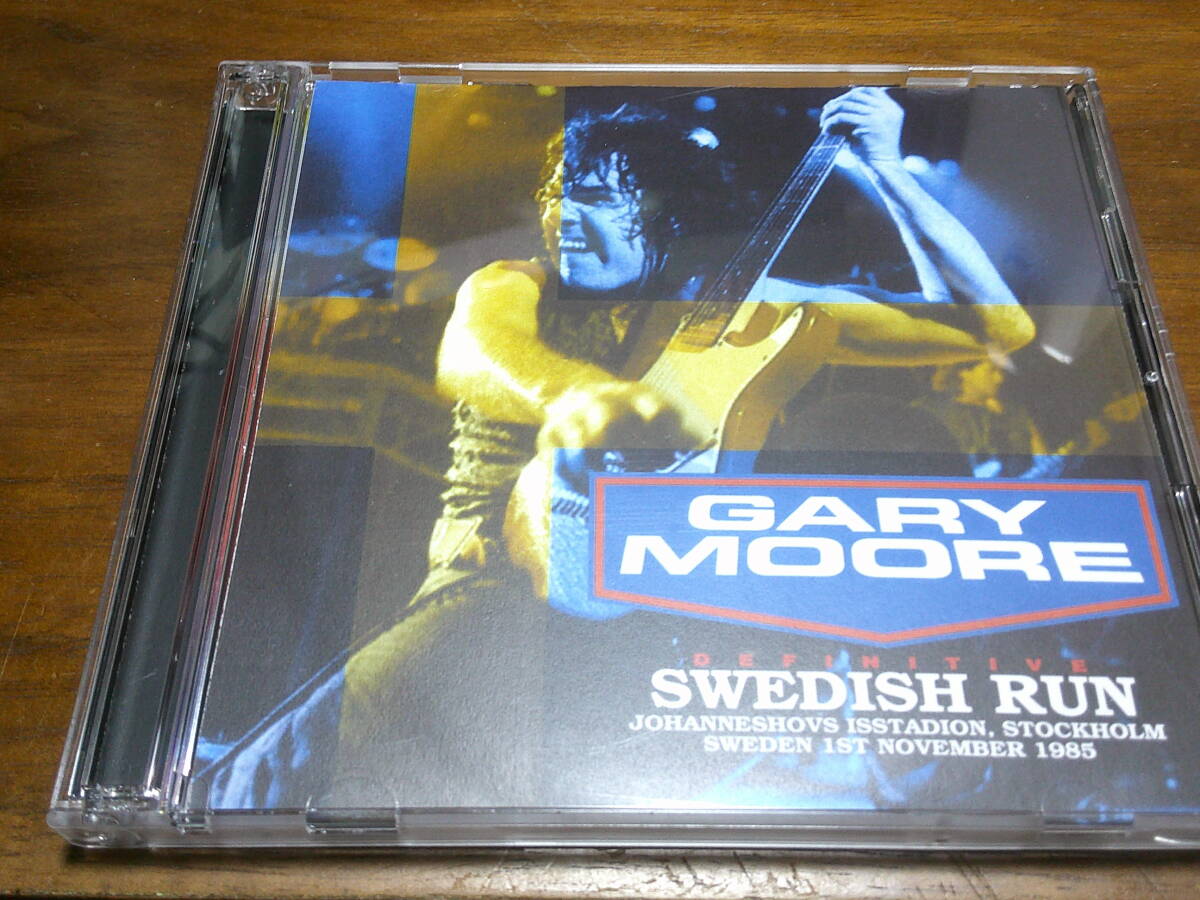 GARY
MOORE
DEFINITIVE
SWEDISH RUN
JOHANNESHOVS ISSTADION, STOCKHOLM
SWEDEN 1ST NOVEMBER 1985